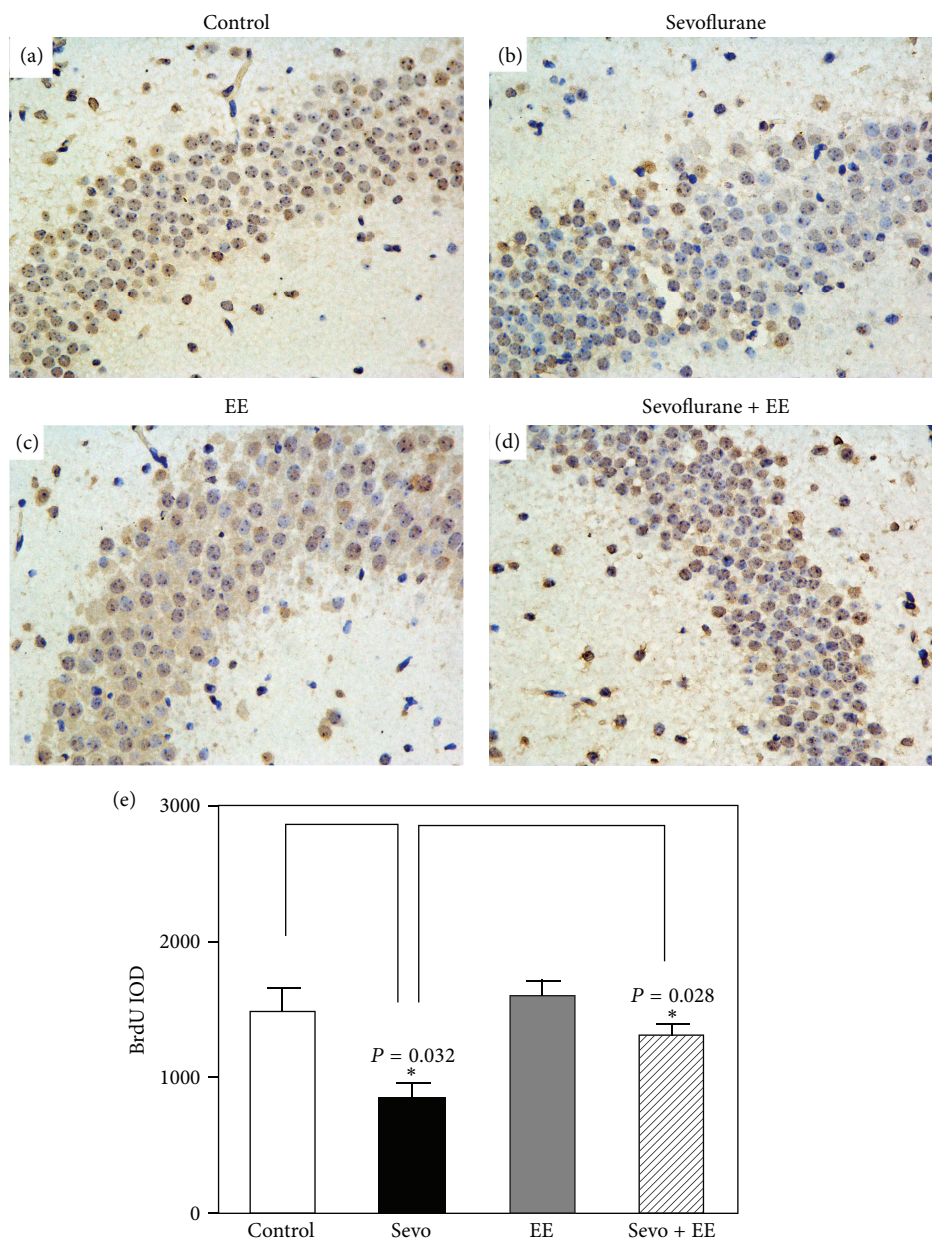 Control
Sevoflurane
(a)
(b)
EE
Sevoflurane + EE
(c)
(d)
(e)
3000
2000
1000
0
BrdU IOD
P = 0.032
*
P = 0.028
*
Control
Sevo
EE
Sevo + EE